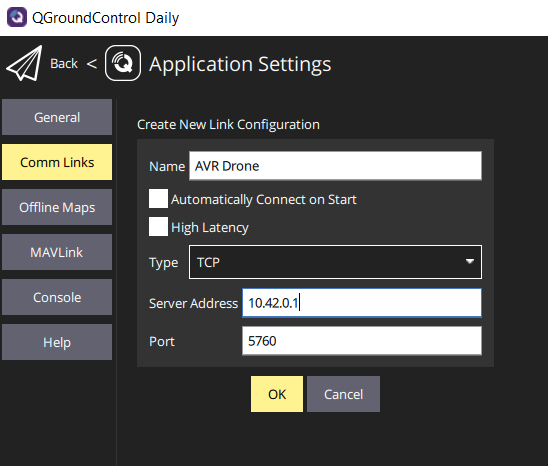 QGroundControl Daily
Back < Application Settings
General
Comm Links
Offline Maps
MAVLink
Console
Help
Create New Link Configuration
Name AVR Drone
Automatically Connect on Start
High Latency
Type TCP
Server Address 10.42.0.1
Port 5760
OK Cancel